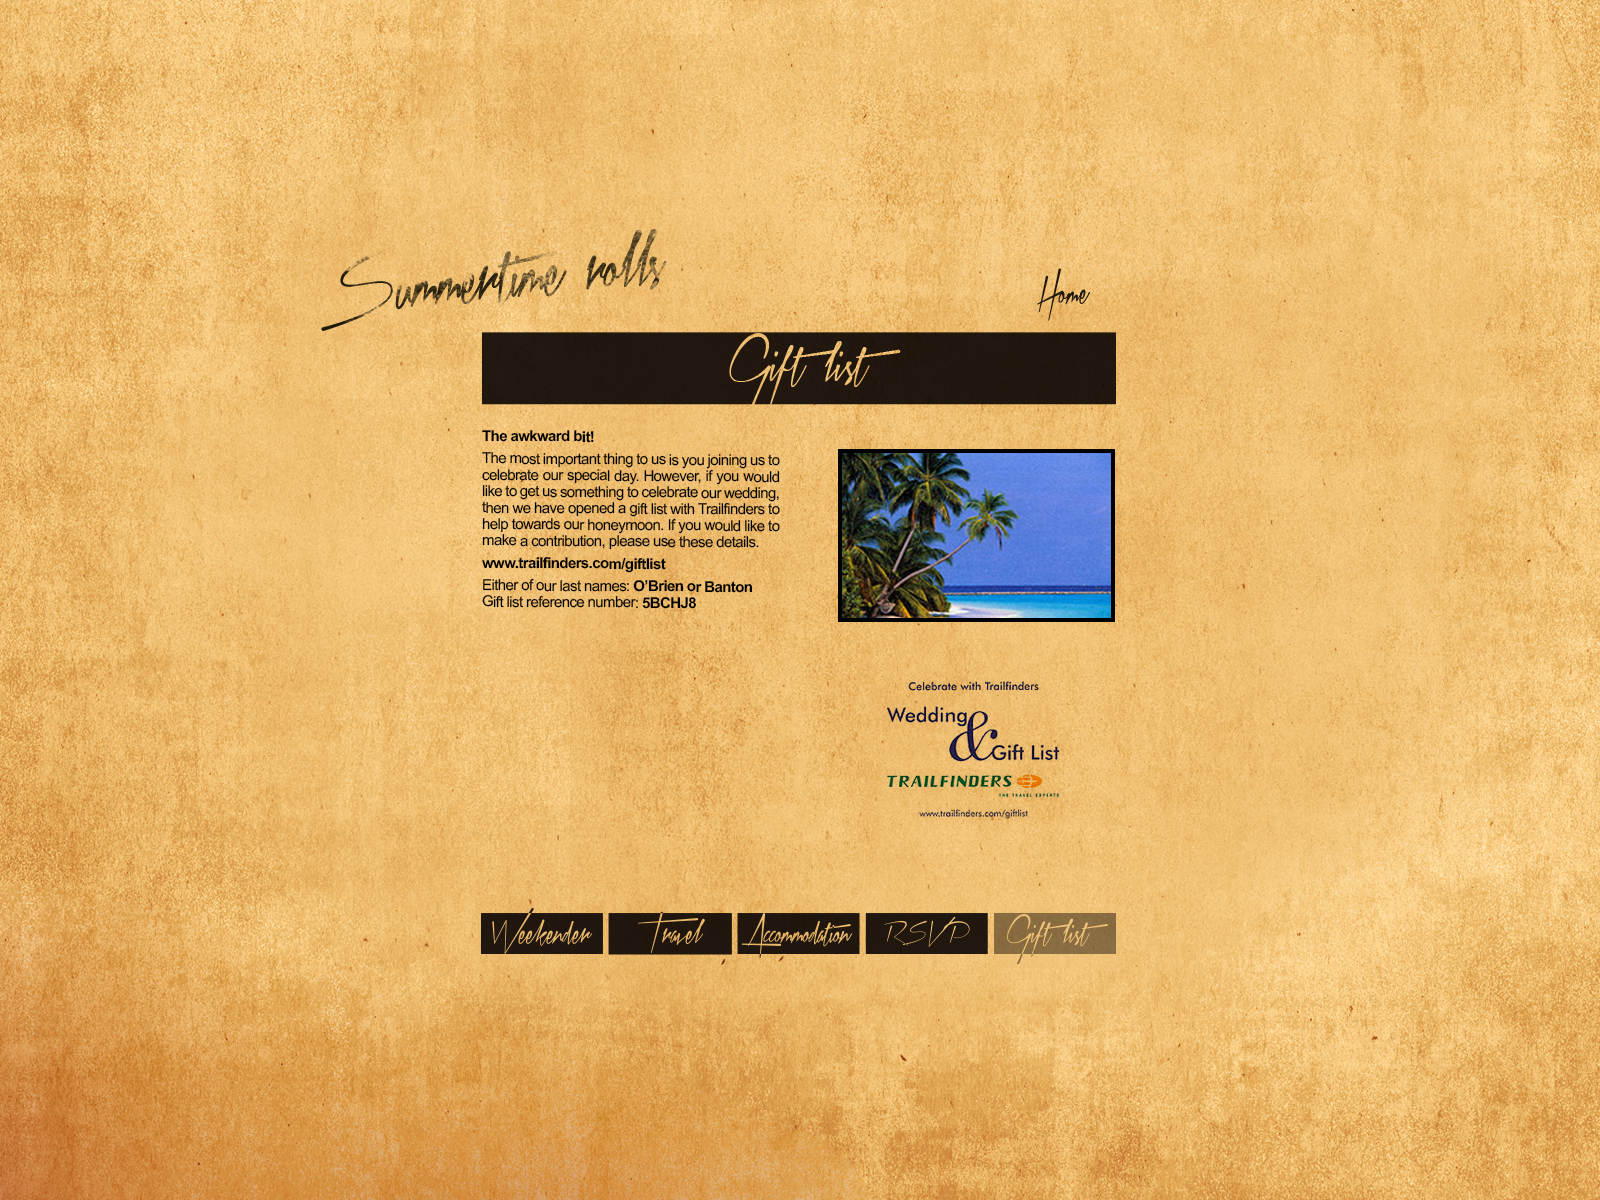 Summertime rolls
Home
Gift list
The awkward bit!
The most important thing to us is you joining us to
celebrate our special day. However, if you would
like to get us something to celebrate our wedding,
then we have opened a gift list with Trailfinders to
help towards our honeymoon. If you would like to
make a contribution, please use these details.
www.trailfinders.com/giftlist
Either of our last names: O'Brien or Banton
Gift list reference number: 5BCHJ8
Celebrate with Trailfinders
Wedding
& Gift List
TRAILFINDERS
THE TRAVEL EXPERTS
www.trailfinders.com/giftlist
Weekender Travel Accommodation RSVP Gift list